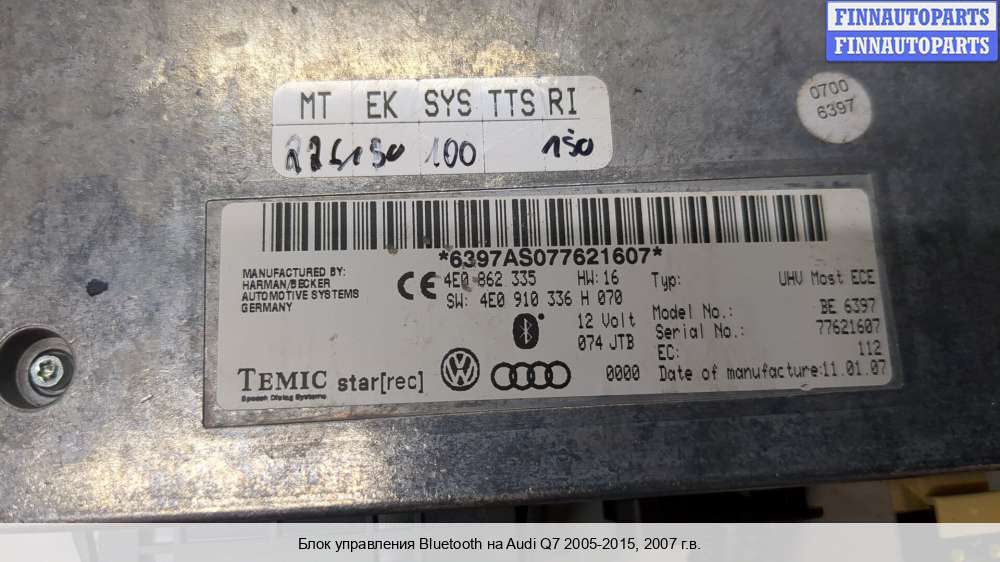 FINNAUTOPARTS
FINNAUTOPARTS
0700
6397
MT EK SYS TTS RI
100 150
*6397AS077621607*
MANUFACTURED BY:
HARMAN/BECKER
AUTOMOTIVE SYSTEMS
GERMANY
CE
4E0 862 335 HW:16
SW: 4E0 910 336 H 070
12 Volt
074 JTB
0000
TEMIC star[rec]
Speech Dialog Systems
Typ: UHV Most ECE
Model No.: BE 6397
Serial No.: 77621607
EC: 112
Date of manufacture:11.01.07
Блок управления Bluetooth на Audi Q7 2005-2015, 2007 г.в.